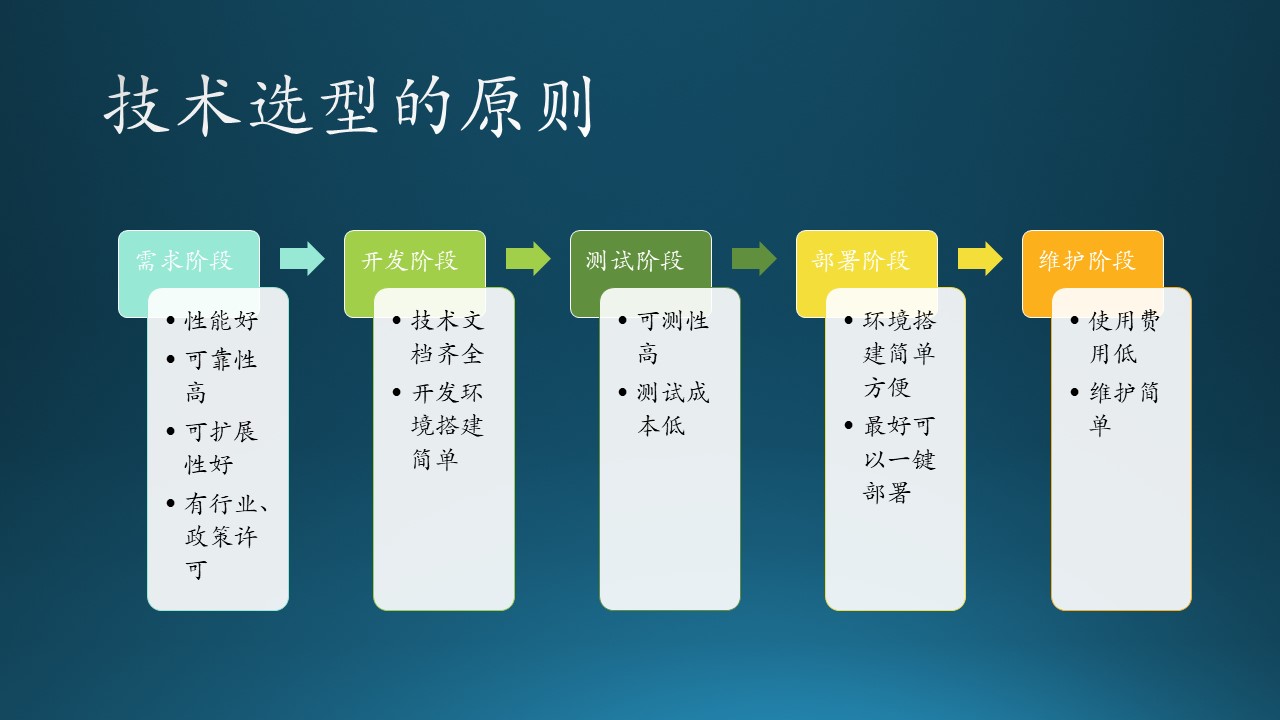 技术选型的原则
需求阶段
• 性能好
• 可靠性
高
• 可扩展
性好
• 有行业、
政策许
可
开发阶段
• 技术文
档齐全
• 开发环
境搭建
简单
测试阶段
• 可测性
高
• 测试成
本低
部署阶段
• 环境搭
建简单
方便
• 最好可
以一键
部署
维护阶段
• 使用费
用低
• 维护简
单